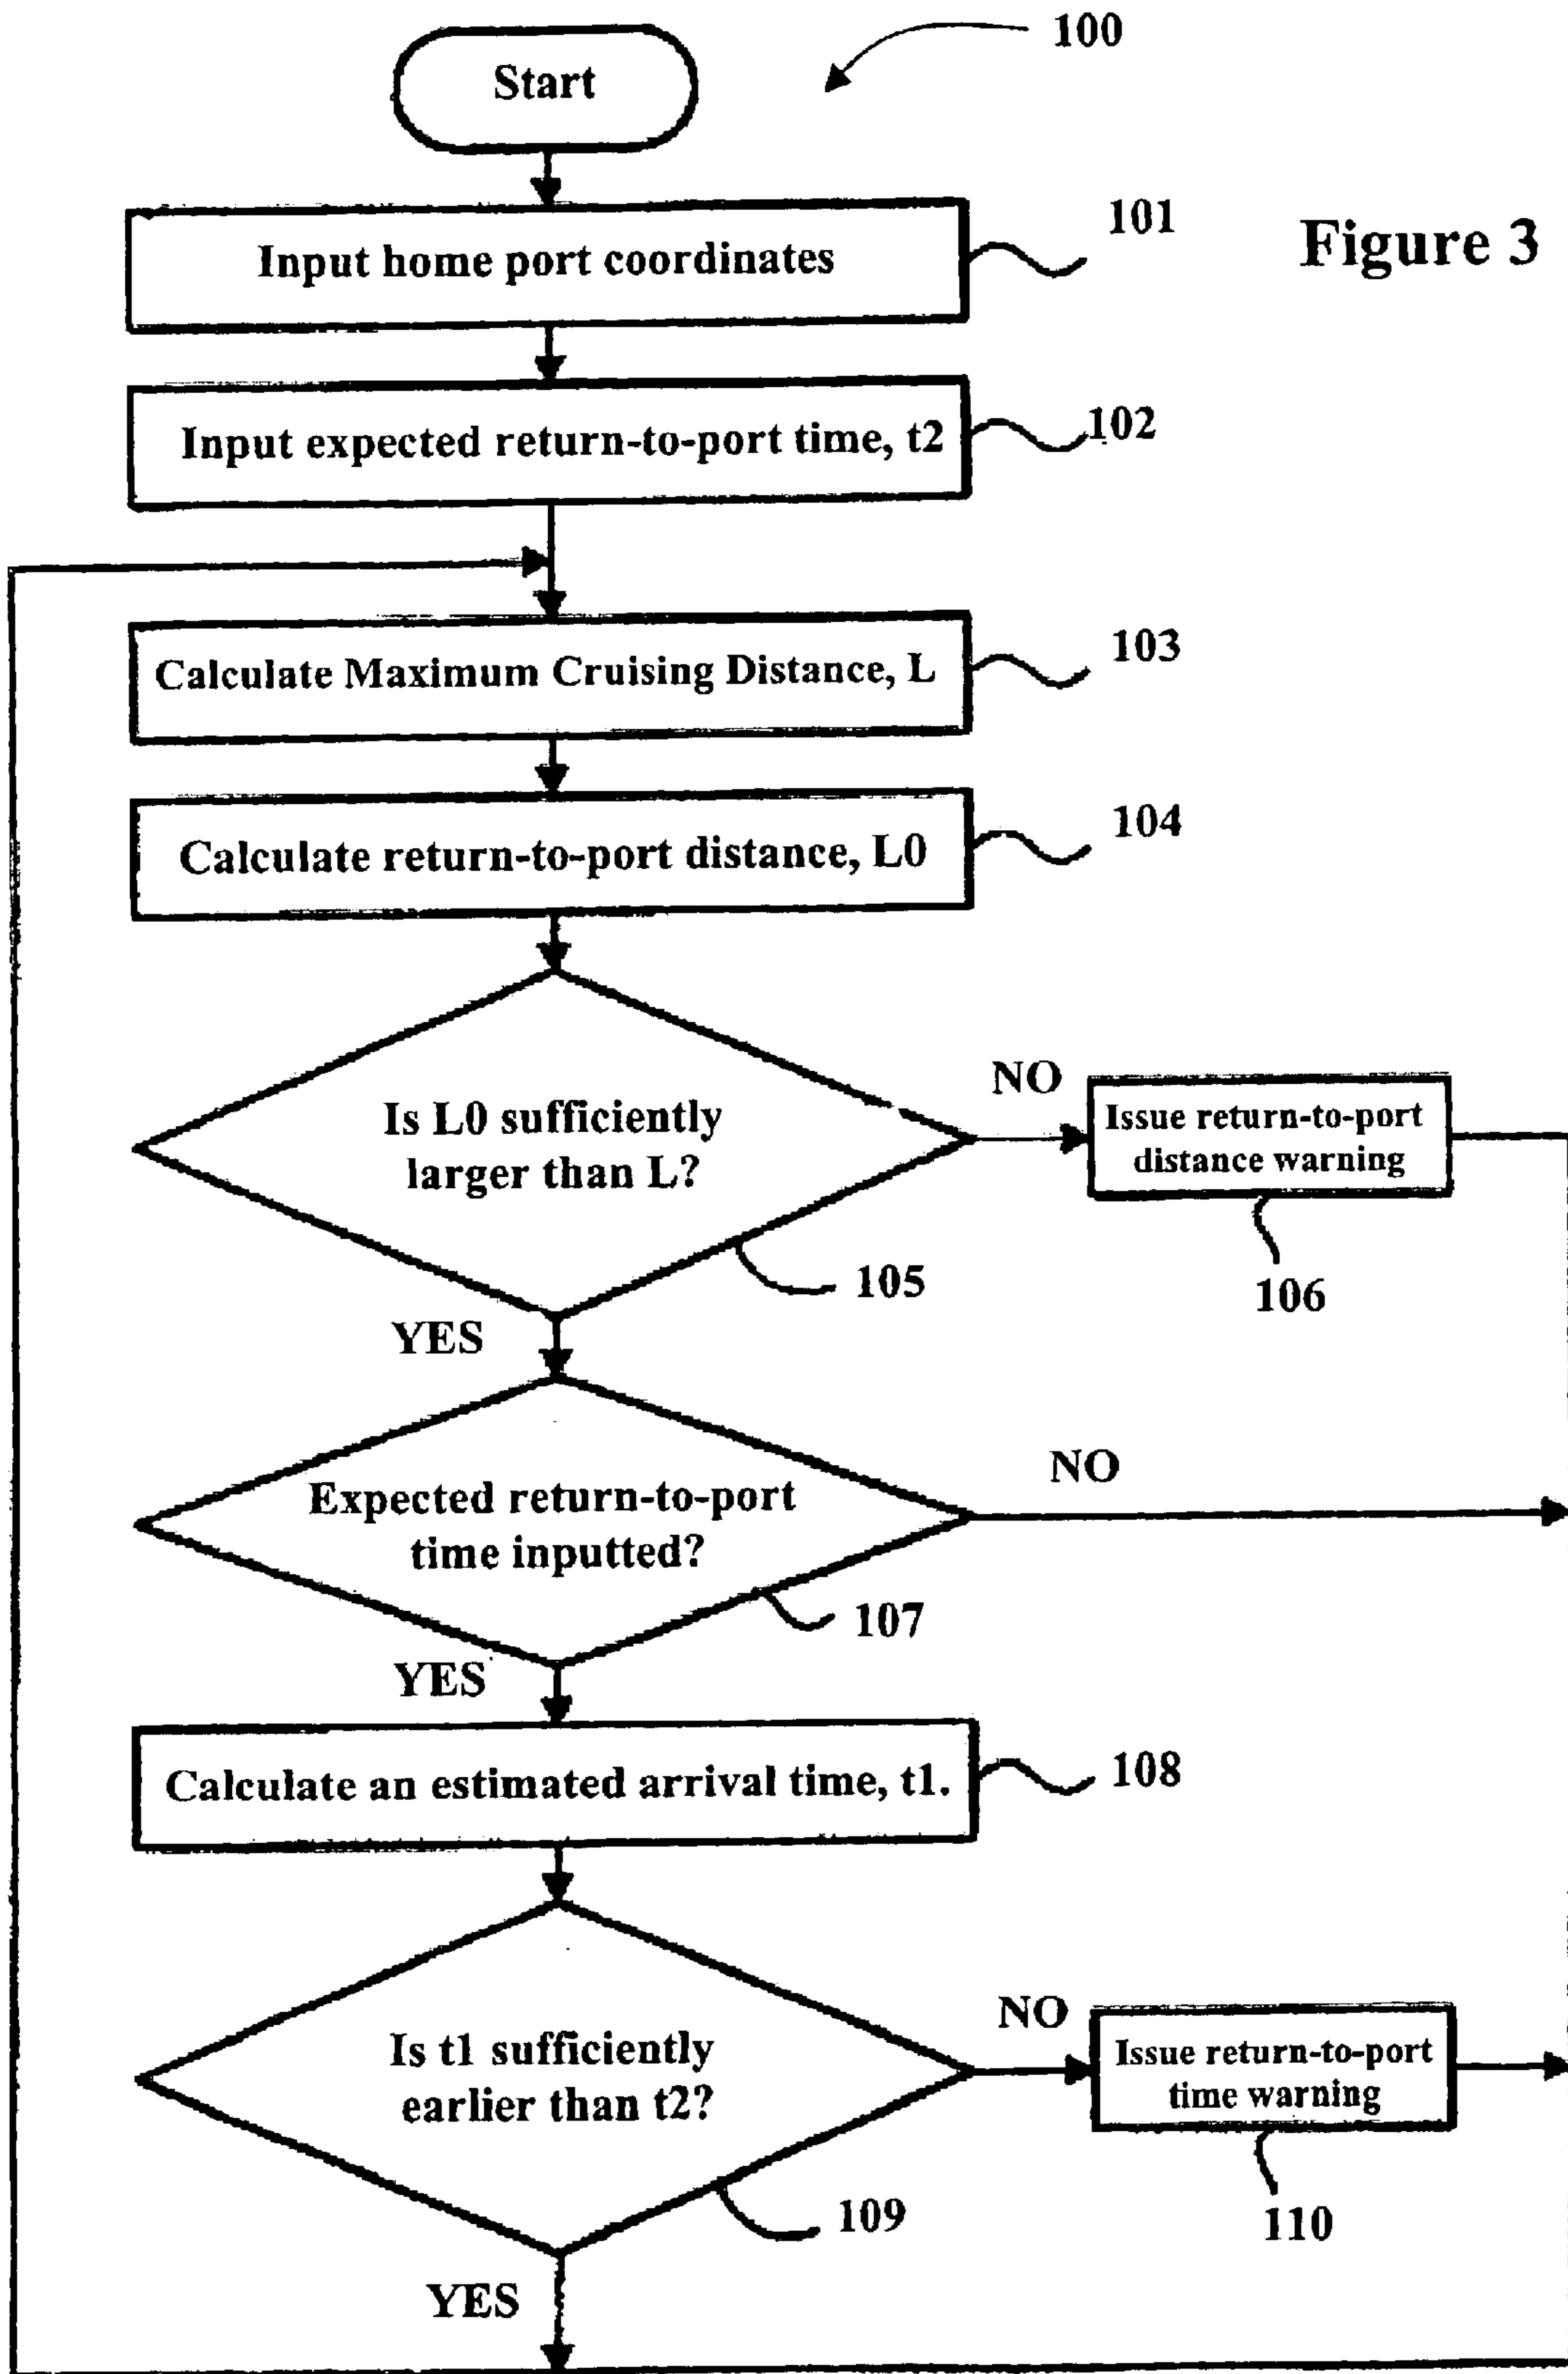 Start
100
Input home port coordinates
101
Figure 3
Input expected return-to-port time, t2
102
Calculate Maximum Cruising Distance, L
103
Calculate return-to-port distance, L0
104
Is L0 sufficiently
larger than L?
105
NO
Issue return-to-port
distance warning
106
YES
Expected return-to-port
time inputted?
107
NO
YES
Calculate an estimated arrival time, t1.
108
Is t1 sufficiently
earlier than t2?
109
NO
Issue return-to-port
time warning
110
YES